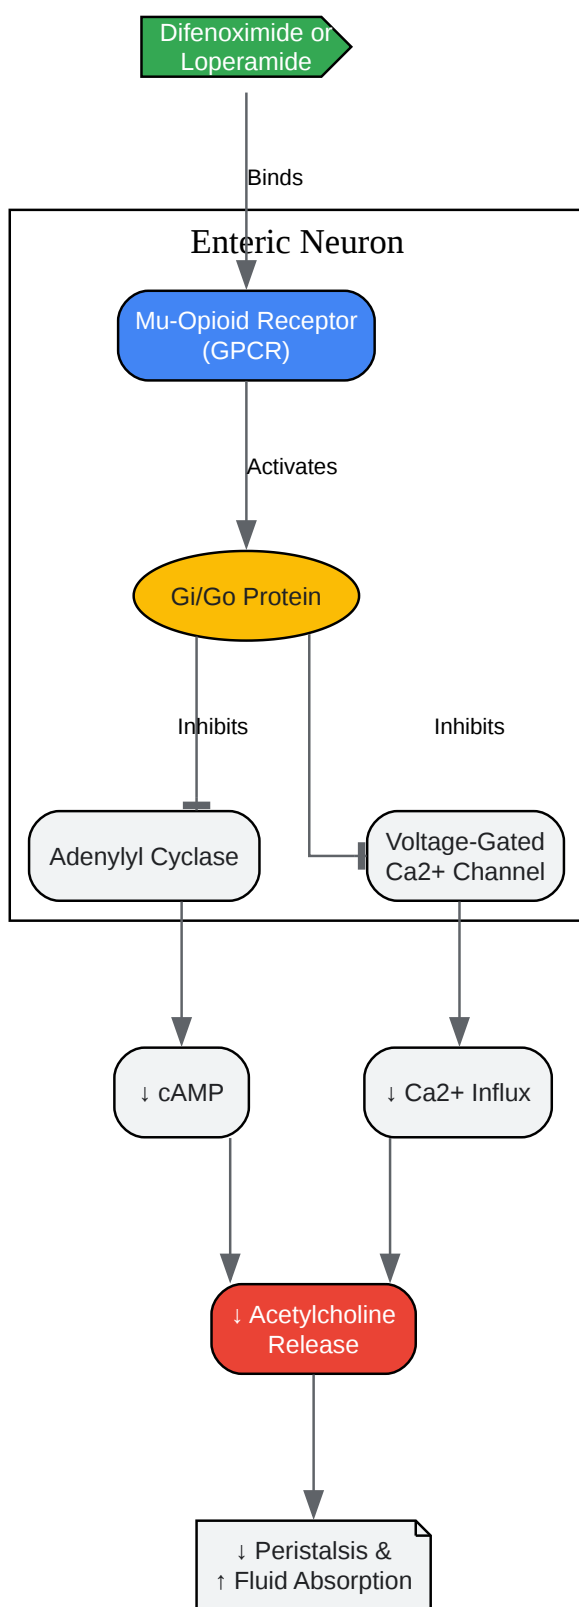 Difenoximide or
Loperamide
Binds
Enteric Neuron
Mu-Opioid Receptor
(GPCR)
Activates
Gi/Go Protein
Inhibits
Inhibits
Adenylyl Cyclase
Voltage-Gated
Ca2+ Channel
↓ cAMP
↓ Ca2+ Influx
↓ Acetylcholine
Release
↓ Peristalsis &
↑ Fluid Absorption